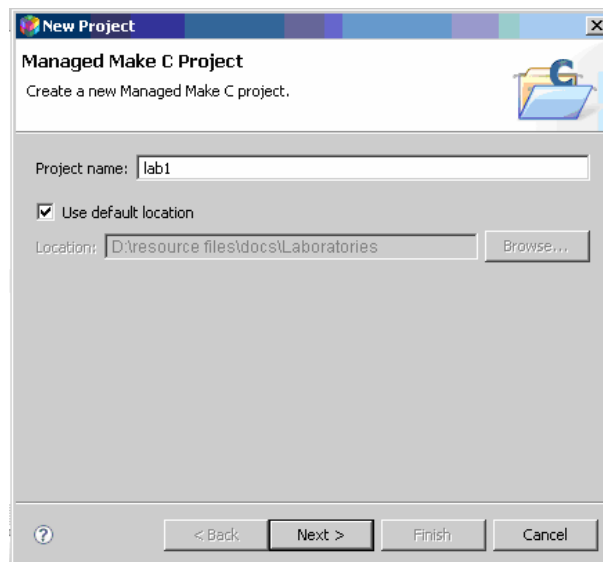 New Project
Managed Make C Project
Create a new Managed Make C project.
Project name: lab1
Use default location
Location: D:\resource files\docs\Laboratories Browse...
< Back Next > Finish Cancel